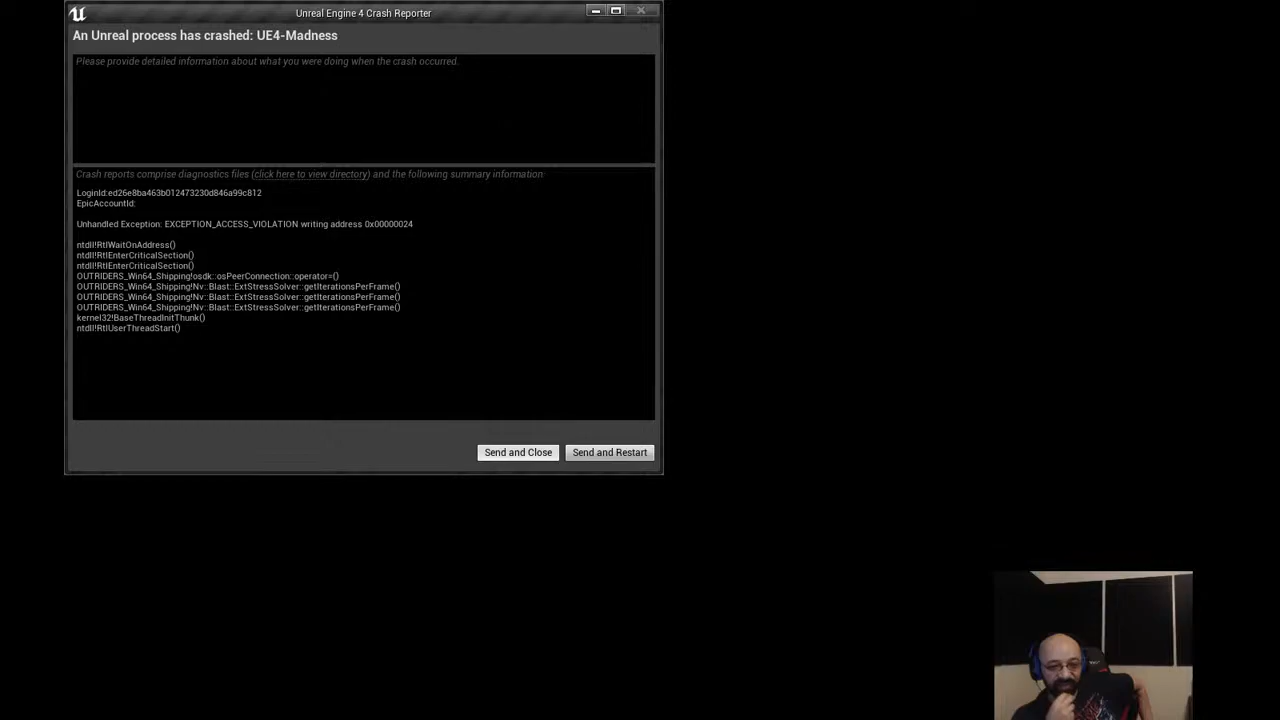 Unreal Engine 4 Crash Reporter
An Unreal process has crashed: UE4-Madness
Please provide detailed information about what you were doing when the crash occurred.
Crash reports comprise diagnostics files (click here to view directory) and the following summary information:
LoginId:ed26e8ba463b012473230d846a99c812
EpicAccountId:
Unhandled Exception: EXCEPTION_ACCESS_VIOLATION writing address 0x00000024
ntdll!RtlWaitOnAddress()
ntdll!RtlEnterCriticalSection()
ntdll!RtlEnterCriticalSection()
OUTRIDERS_Win64_Shipping!osdk::osPeerConnection::operator=()
OUTRIDERS_Win64_Shipping!Nv::Blast::ExtStressSolver::getIterationsPerFrame()
OUTRIDERS_Win64_Shipping!Nv::Blast::ExtStressSolver::getIterationsPerFrame()
OUTRIDERS_Win64_Shipping!Nv::Blast::ExtStressSolver::getIterationsPerFrame()
kernel32!BaseThreadInitThunk()
ntdll!RtlUserThreadStart()
Send and Close
Send and Restart